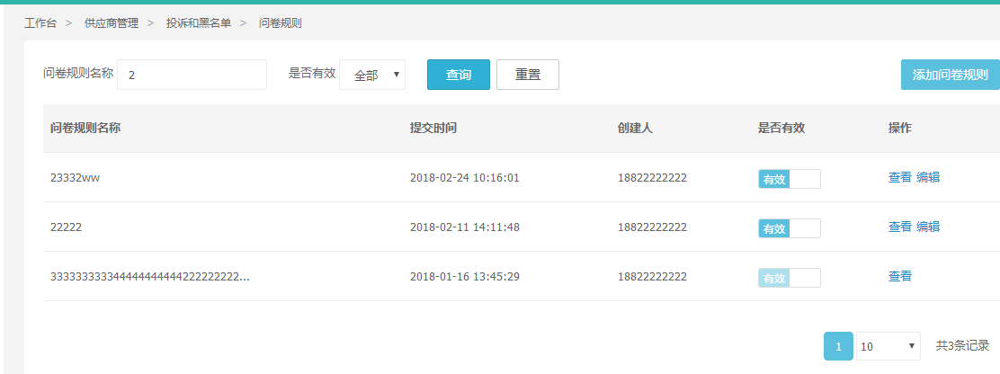 工作台 > 供应商管理 > 投诉和黑名单 > 问卷规则
问卷规则名称 2 是否有效 全部 查询 重置 添加问卷规则
问卷规则名称 提交时间 创建人 是否有效 操作
23332ww 2018-02-24 10:16:01 18822222222 有效 查看 编辑
22222 2018-02-11 14:11:48 18822222222 有效 查看 编辑
33333333334444444444222222222... 2018-01-16 13:45:29 18822222222 有效 查看
1 10 共3条记录